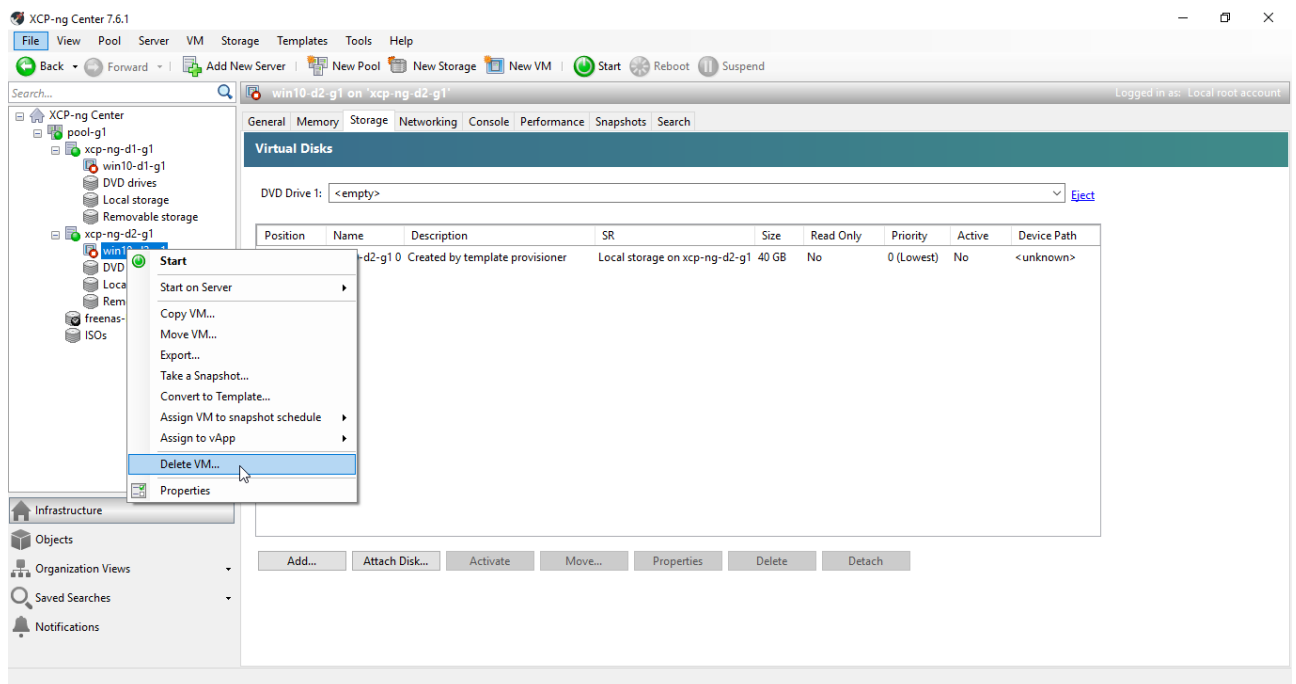 XCP-ng Center 7.6.1
File View Pool Server VM Storage Templates Tools Help
Back Forward Add New Server New Pool New Storage New VM Start Reboot Suspend
Search...
win10-d2-g1 on 'xcp-ng-d2-g1' Logged in as: Local root account
XCP-ng Center
pool-g1
xcp-ng-d1-g1
win10-d1-g1
DVD drives
Local storage
Removable storage
xcp-ng-d2-g1
DVD
Loca
Rem
freenas-
ISOs
General Memory Storage Networking Console Performance Snapshots Search
Virtual Disks
DVD Drive 1: <empty> Eject
Position Name Description SR Size Read Only Priority Active Device Path
-d2-g1 0 Created by template provisioner Local storage on xcp-ng-d2-g1 40 GB No 0 (Lowest) No <unknown>
Start
Start on Server
Copy VM...
Move VM...
Export...
Take a Snapshot...
Convert to Template...
Assign VM to snapshot schedule
Assign to vApp
Delete VM...
Properties
Add... Attach Disk... Activate Move... Properties Delete Detach
Infrastructure
Objects
Organization Views
Saved Searches
Notifications